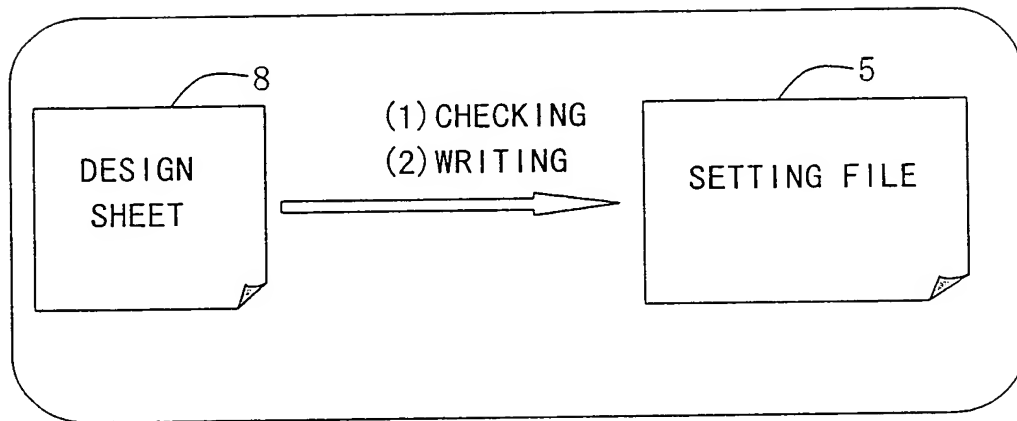 8
5
(1)CHECKING
(2)WRITING
DESIGN
SHEET
SETTING FILE